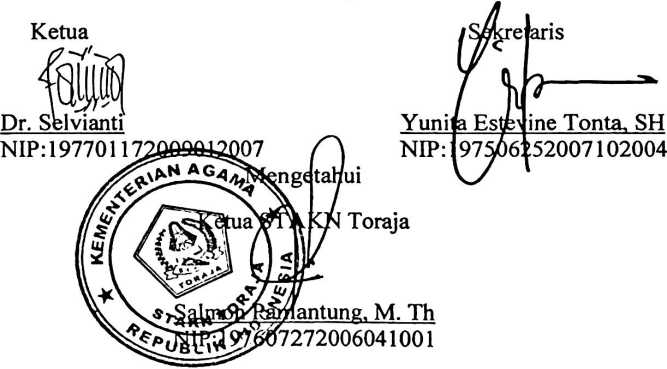 Ketua Sekretaris
Dr. Selvianti Yunita Estevine Tonta, SH
NIP:197701172009012007 NIP:197506252007102004
Mengetahui
Ketua STAKN Toraja
Salmon Pamantung, M. Th
NIP:197607272006041001
KEMENTERIAN AGAMA
REPUBLIK INDONESIA
STAKN TORAJA
TORAJA